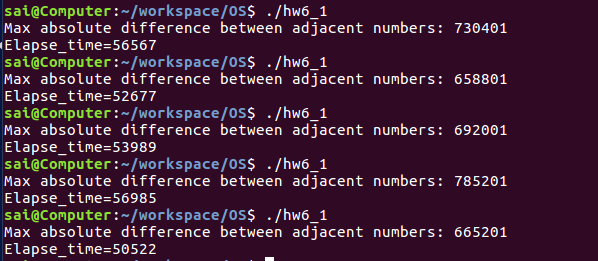 sai@Computer:~/workspace/OS$ ./hw6_1
Max absolute difference between adjacent numbers: 730401
Elapse_time=56567
sai@Computer:~/workspace/OS$ ./hw6_1
Max absolute difference between adjacent numbers: 658801
Elapse_time=52677
sai@Computer:~/workspace/OS$ ./hw6_1
Max absolute difference between adjacent numbers: 692001
Elapse_time=53989
sai@Computer:~/workspace/OS$ ./hw6_1
Max absolute difference between adjacent numbers: 785201
Elapse_time=56985
sai@Computer:~/workspace/OS$ ./hw6_1
Max absolute difference between adjacent numbers: 665201
Elapse_time=50522